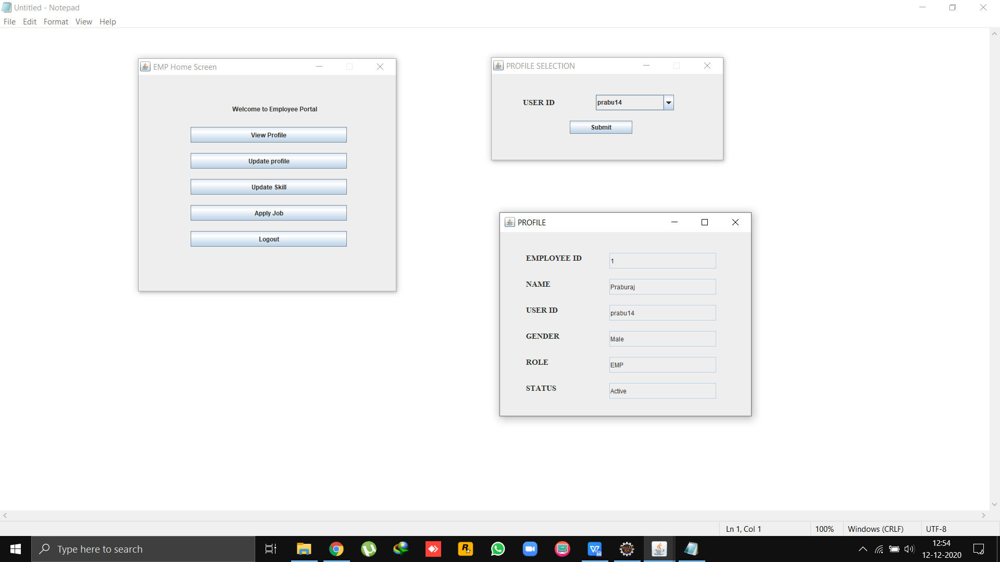 Untitled - Notepad
File Edit Format View Help
EMP Home Screen
Welcome to Employee Portal
View Profile
Update profile
Update Skill
Apply Job
Logout
PROFILE SELECTION
USER ID prabu14
Submit
PROFILE
EMPLOYEE ID 1
NAME Praburaj
USER ID prabu14
GENDER Male
ROLE EMP
STATUS Active
Ln 1, Col 1 100% Windows (CRLF) UTF-8
Type here to search
12:54
12-12-2020